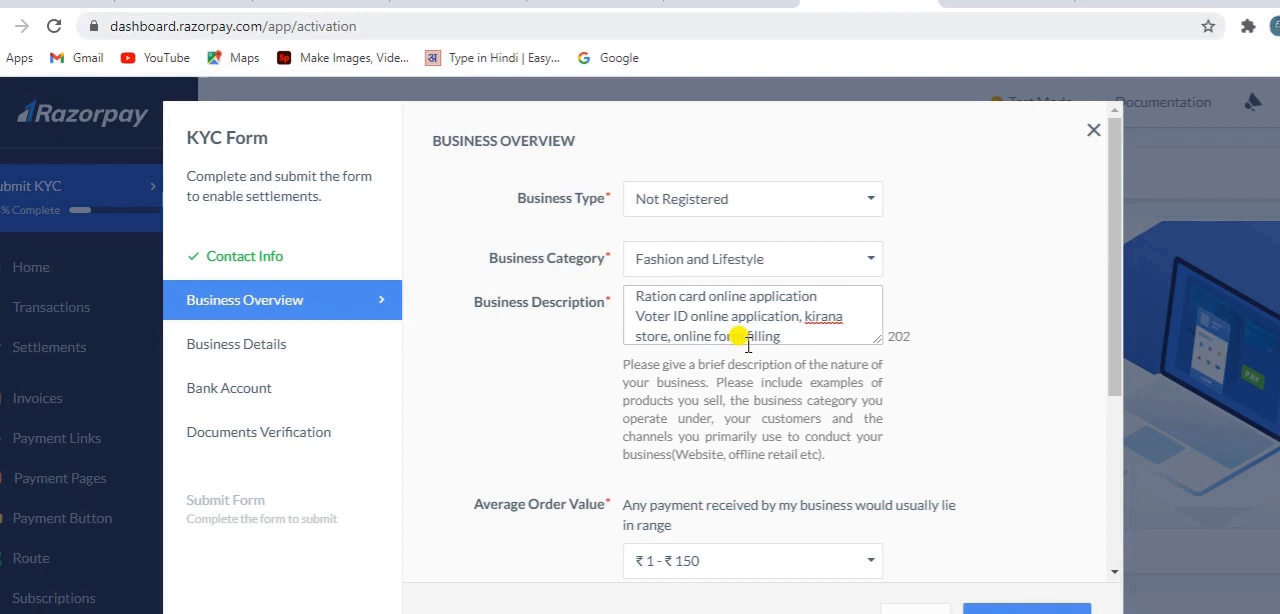 dashboard.razorpay.com/app/activation
Apps
Gmail
YouTube
Maps
Sp
Make Images, Vide...
अ
Type in Hindi | Easy...
Google
Razorpay
Test Mode
Documentation
ubmit KYC
% Complete
Home
Transactions
Settlements
Invoices
Payment Links
Payment Pages
Payment Button
Route
Subscriptions
KYC Form
Complete and submit the form
to enable settlements.
Contact Info
Business Overview
Business Details
Bank Account
Documents Verification
Submit Form
Complete the form to submit
BUSINESS OVERVIEW
Business Type*
Not Registered
Business Category*
Fashion and Lifestyle
Business Description*
Ration card online application
Voter ID online application, kirana
store, online form filling
202
Please give a brief description of the nature of
your business. Please include examples of
products you sell, the business category you
operate under, your customers and the
channels you primarily use to conduct your
business(Website, offline retail etc).
Average Order Value*
Any payment received by my business would usually lie
in range
₹ 1 - ₹ 150
PAY